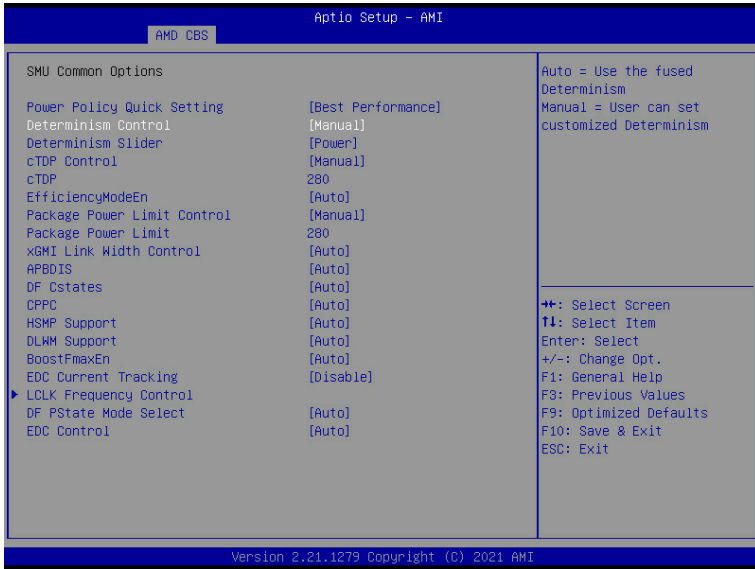 Aptio Setup – AMI
AMD CBS
SMU Common Options
Power Policy Quick Setting [Best Performance]
Determinism Control [Manual]
Determinism Slider [Power]
cTDP Control [Manual]
cTDP 280
EfficiencyModeEn [Auto]
Package Power Limit Control [Manual]
Package Power Limit 280
xGMI Link Width Control [Auto]
APBDIS [Auto]
DF Cstates [Auto]
CPPC [Auto]
HSMP Support [Auto]
DLWM Support [Auto]
BoostFmaxEn [Auto]
EDC Current Tracking [Disable]
LCLK Frequency Control
DF PState Mode Select [Auto]
EDC Control [Auto]
Auto = Use the fused
Determinism
Manual = User can set
customized Determinism
→←: Select Screen
↑↓: Select Item
Enter: Select
+/-: Change Opt.
F1: General Help
F3: Previous Values
F9: Optimized Defaults
F10: Save & Exit
ESC: Exit
Version 2.21.1279 Copyright (C) 2021 AMI